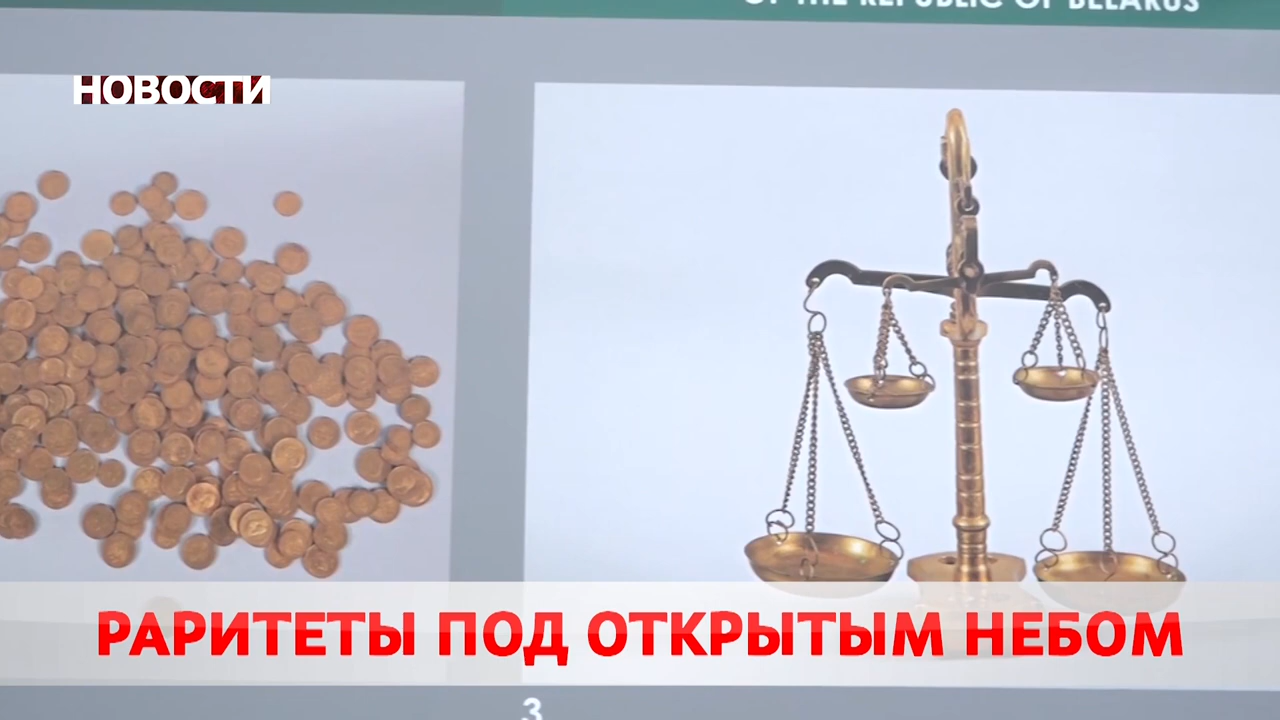 OF THE REPUBLIC OF BELARUS
НОВОСТИ
РАРИТЕТЫ ПОД ОТКРЫТЫМ НЕБОМ
3